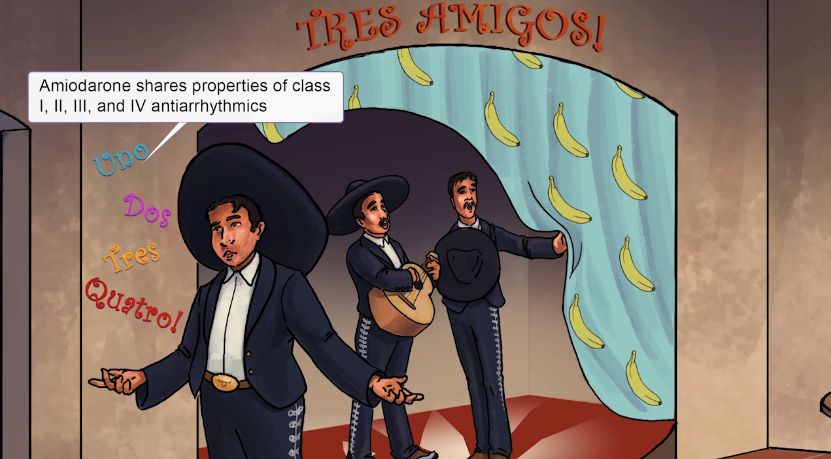 TRES AMIGOS!
Amiodarone shares properties of class
I, II, III, and IV antiarrhythmics
Uno
Dos
Tres
Quatro!